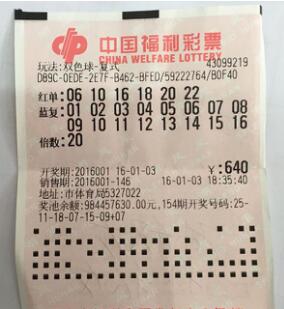 中国福利彩票
CHINA WELFARE LOTTERY
玩法:双色球-复式 43099219
D89C-0EDE-2E7F-B462-BFED/59222764/B0F40
红单:06 10 16 18 20 22
蓝复:01 02 03 04 05 06 07 08
09 10 11 12 13 14 15 16
倍数:20
开奖期:2016001 16-01-03 ¥:640
销售期:2016001-146 16-01-03 18:35:40
地址:市体育局5327022
奖池余额:984457630.00元,154期开奖号码:25-
11-18-07-15-09+07